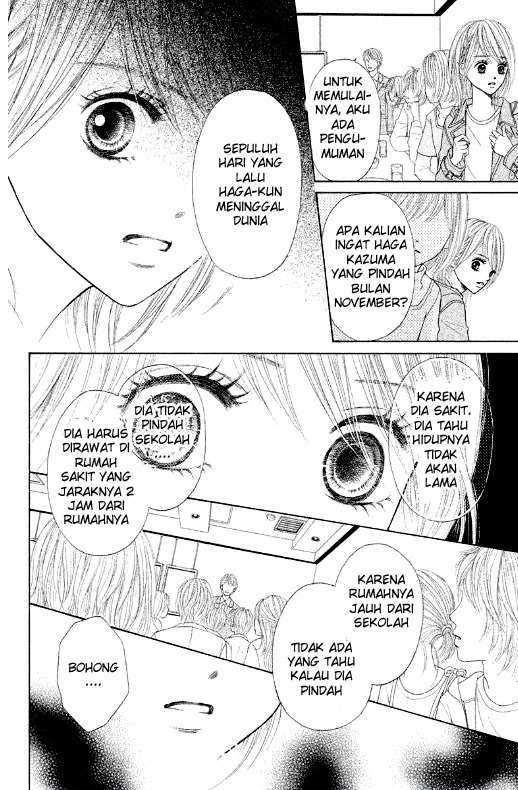 UNTUK
MEMULAI-
NYA, AKU
ADA
PENGU-
MUMAN
APA KALIAN
INGAT HAGA
KAZUMA
YANG PINDAH
BULAN
NOVEMBER?
SEPULUH
HARI YANG
LALU
HAGA-KUN
MENINGGAL
DUNIA
KARENA
DIA SAKIT.
DIA TAHU
HIDUPNYA
TIDAK
AKAN
LAMA
DIA TIDAK
PINDAH
SEKOLAH
.....
DIA HARUS
DIRAWAT DI
RUMAH
SAKIT YANG
JARAKNYA 2
JAM DARI
RUMAHNYA
KARENA
RUMAHNYA
JAUH DARI
SEKOLAH
TIDAK ADA
YANG TAHU
KALAU DIA
PINDAH
BOHONG
....